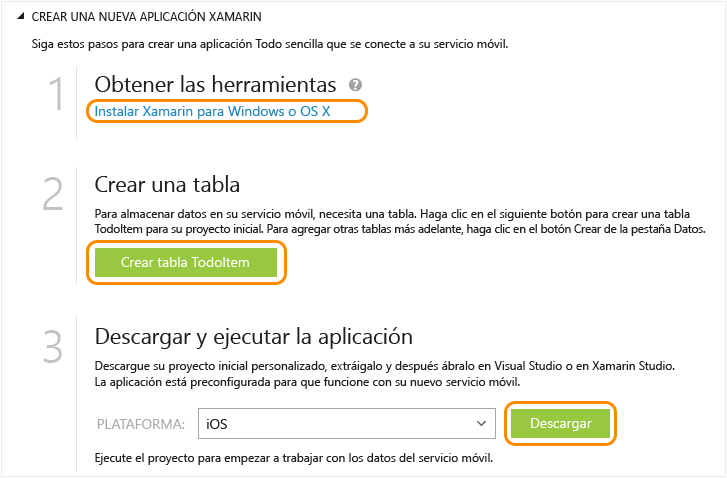 CREAR UNA NUEVA APLICACIÓN XAMARIN
Siga estos pasos para crear una aplicación Todo sencilla que se conecte a su servicio móvil.
1
Obtener las herramientas ?
Instalar Xamarin para Windows o OS X
2
Crear una tabla
Para almacenar datos en su servicio móvil, necesita una tabla. Haga clic en el siguiente botón para crear una tabla
TodoItem para su proyecto inicial. Para agregar otras tablas más adelante, haga clic en el botón Crear de la pestaña Datos.
Crear tabla TodoItem
3
Descargar y ejecutar la aplicación
Descargue su proyecto inicial personalizado, extráigalo y después ábralo en Visual Studio o en Xamarin Studio.
La aplicación está preconfigurada para que funcione con su nuevo servicio móvil.
PLATAFORMA: iOS Descargar
Ejecute el proyecto para empezar a trabajar con los datos del servicio móvil.